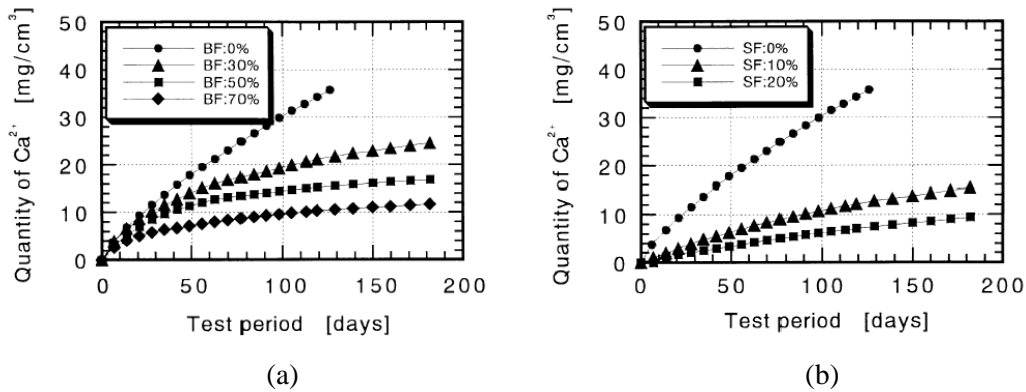 50
40
30
20
10
0
Quantity of Ca²⁺ [mg/cm³]
BF:0%
BF:30%
BF:50%
BF:70%
0 50 100 150 200
Test period [days]
(a)
50
40
30
20
10
0
Quantity of Ca²⁺ [mg/cm³]
SF:0%
SF:10%
SF:20%
0 50 100 150 200
Test period [days]
(b)